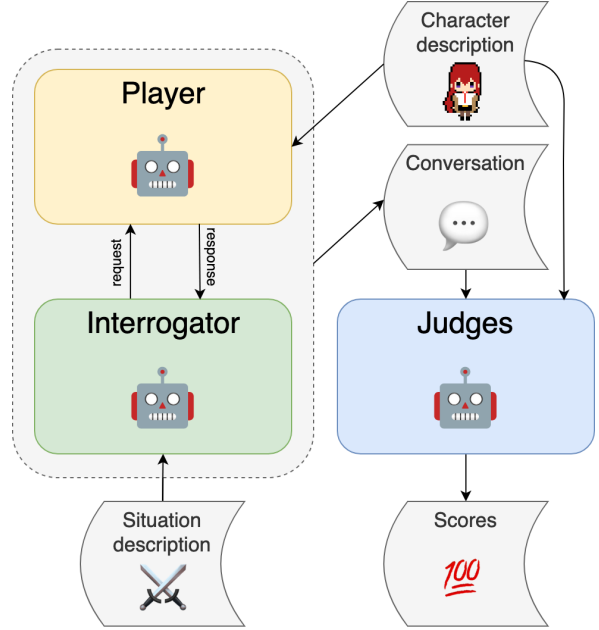 Player
Character
description
Conversation
request
response
Interrogator
Judges
Situation
description
Scores
100